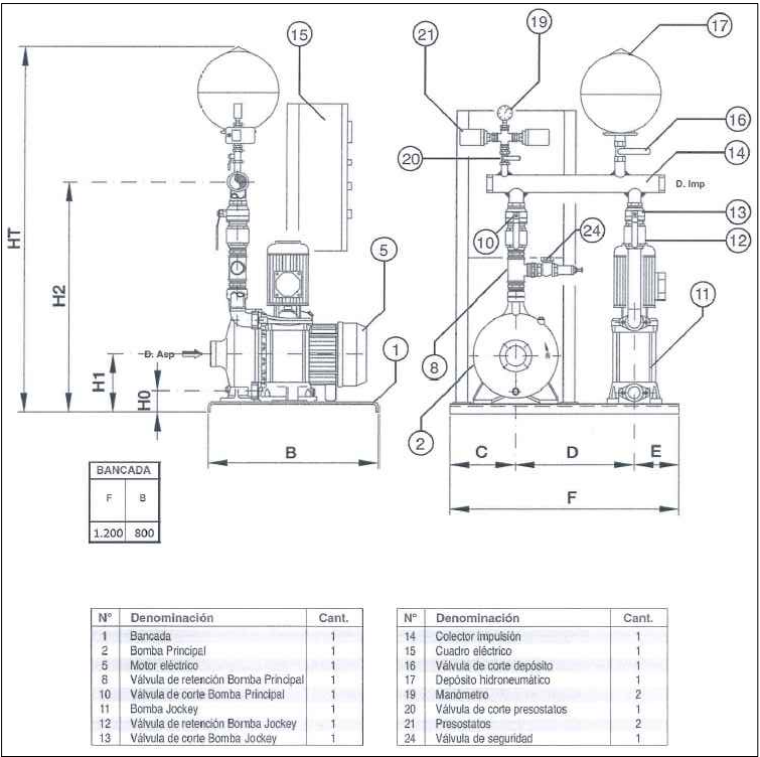 15
21
19
17
16
20
14
D. Imp
13
10
24
12
5
11
HT
H2
D. Asp
H1
H0
1
8
2
B
C
D
E
F
BANCADA
F B
1.200 800
Nº Denominación Cant.
1 Bancada 1
2 Bomba Principal 1
5 Motor eléctrico 1
8 Válvula de retención Bomba Principal 1
10 Válvula de corte Bomba Principal 1
11 Bomba Jockey 1
12 Válvula de retención Bomba Jockey 1
13 Válvula de corte Bomba Jockey 1
Nº Denominación Cant.
14 Colector impulsión 1
15 Cuadro eléctrico 1
16 Válvula de corte depósito 1
17 Depósito hidroneumático 1
19 Manómetro 2
20 Válvula de corte presostatos 1
21 Presostatos 2
24 Válvula de seguridad 1